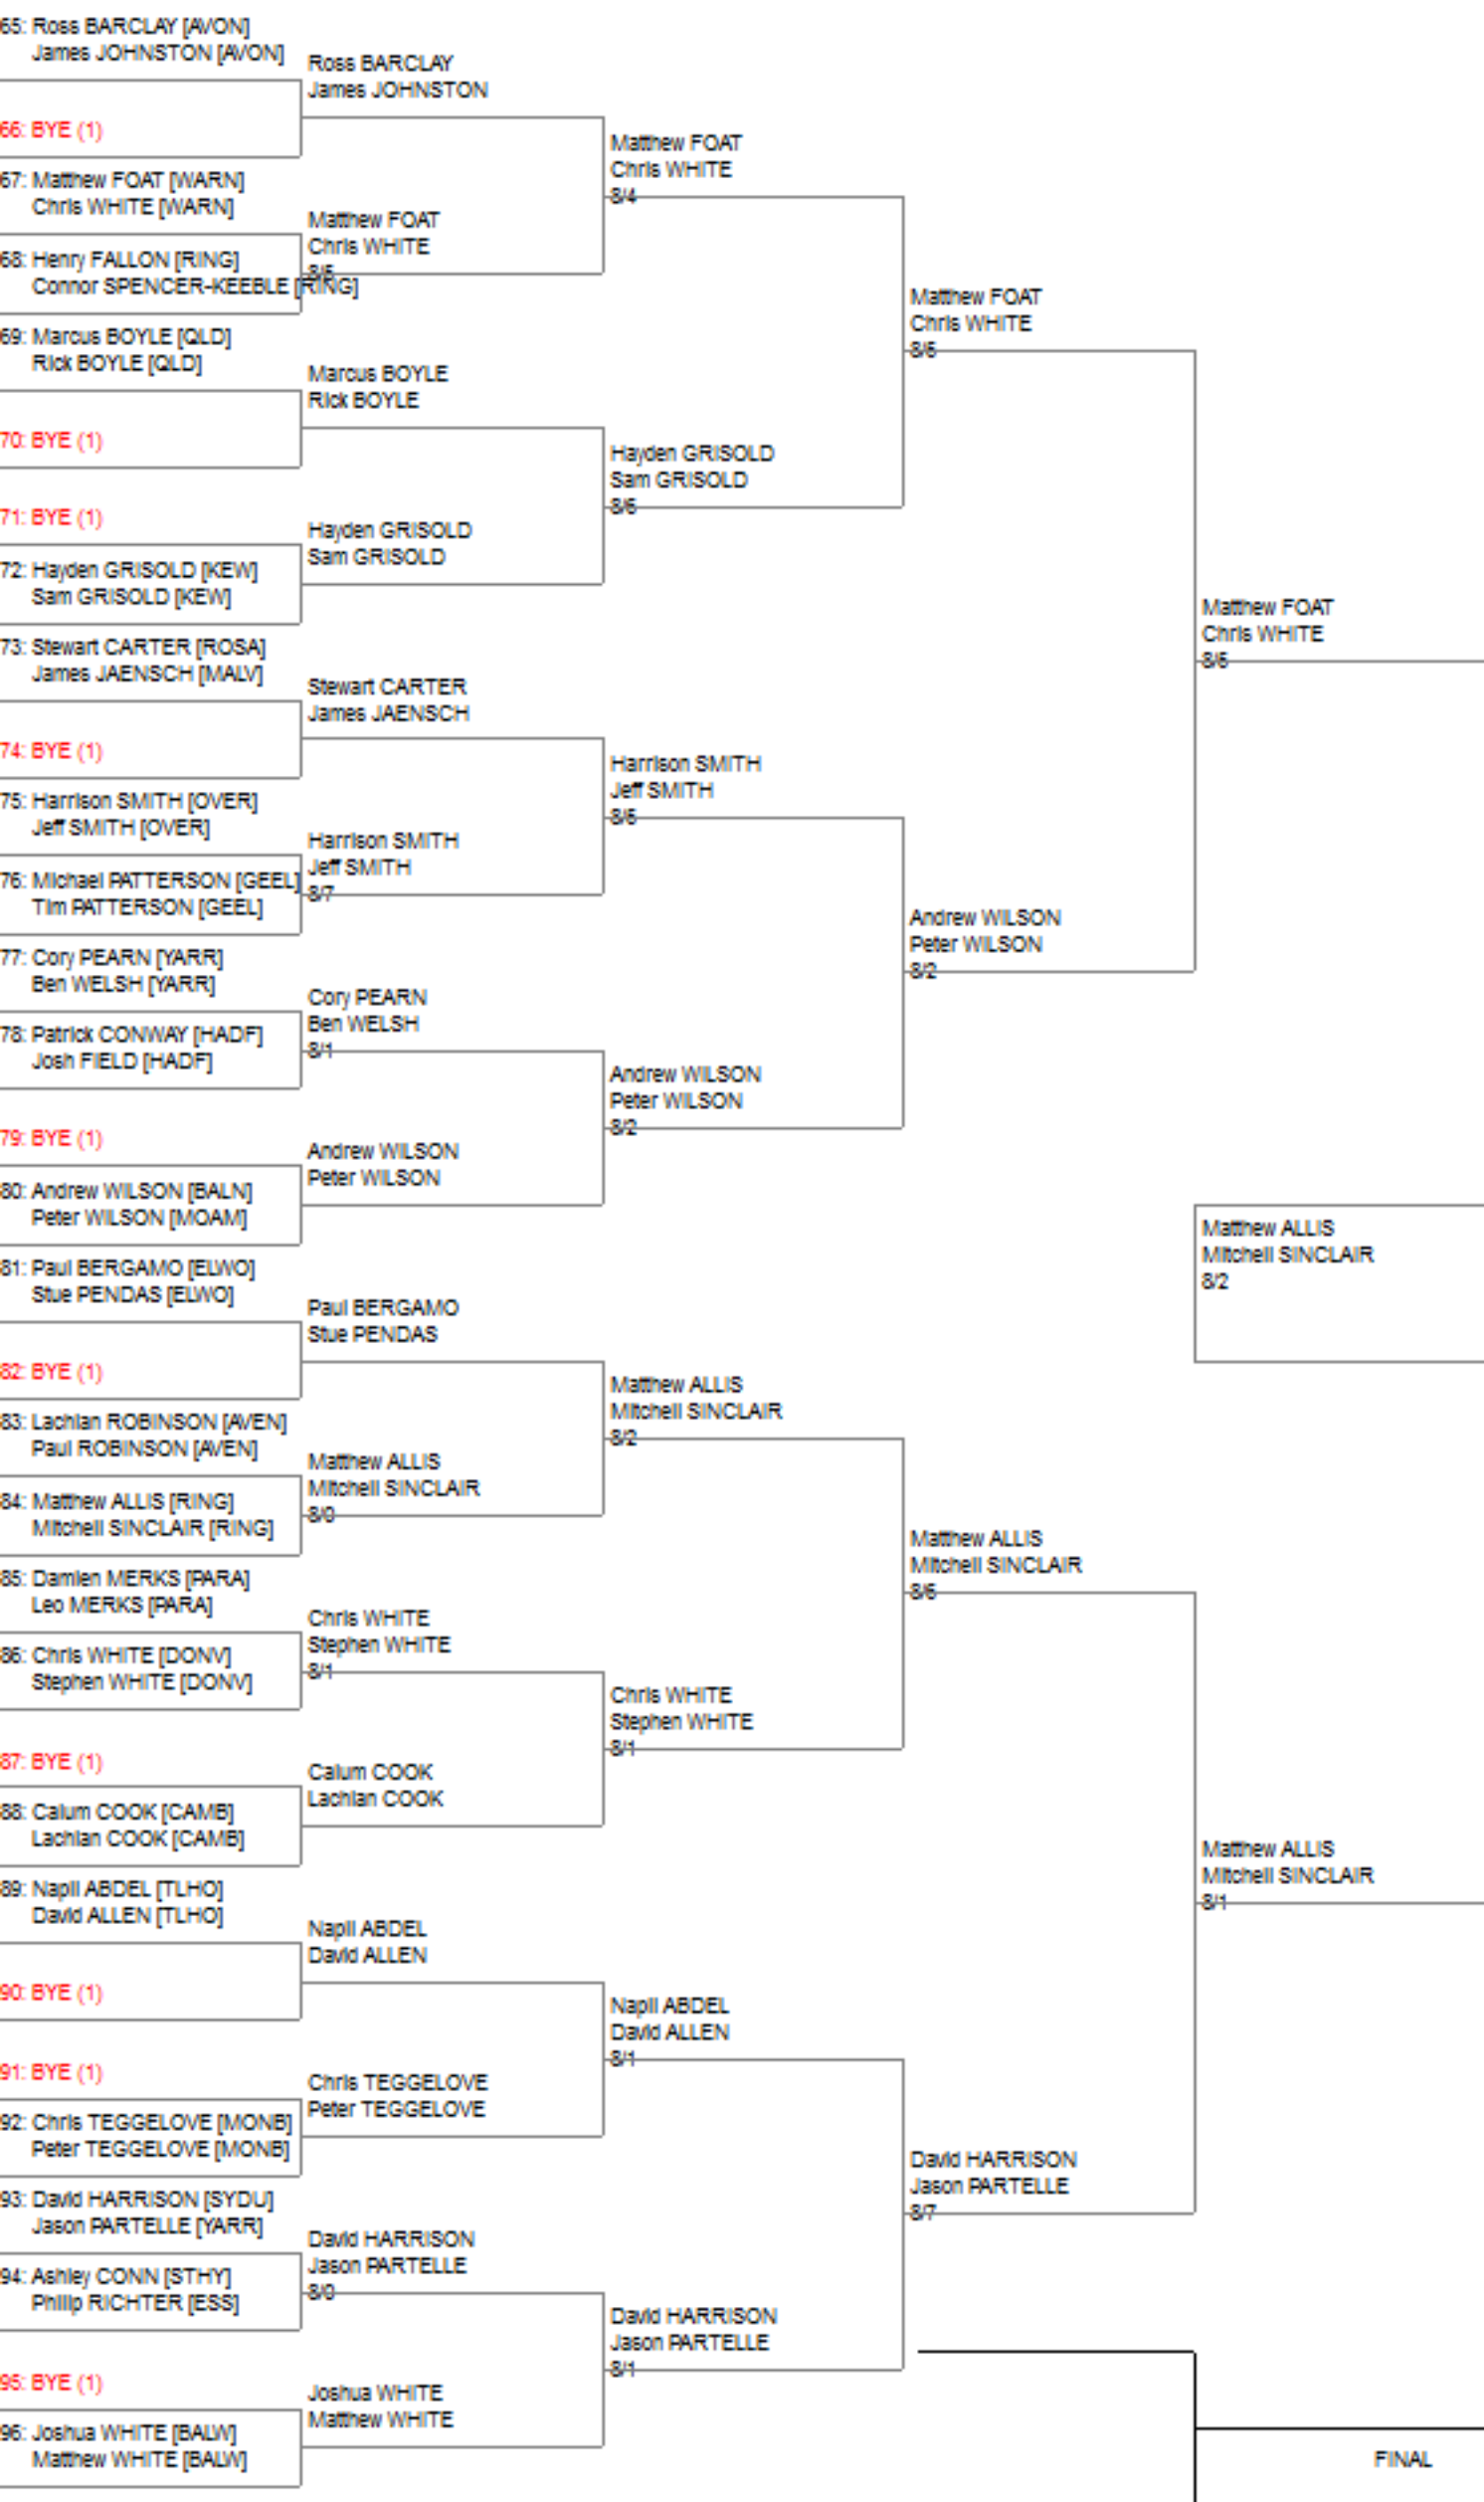 65: Ross BARCLAY [AVON]
James JOHNSTON [AVON]
66: BYE (1)
67: Matthew FOAT [WARN]
Chris WHITE [WARN]
68: Henry FALLON [RING]
Connor SPENCER-KEEBLE [RING]
69: Marcus BOYLE [QLD]
Rick BOYLE [QLD]
70: BYE (1)
71: BYE (1)
72: Hayden GRISOLD [KEW]
Sam GRISOLD [KEW]
73: Stewart CARTER [ROSA]
James JAENSCH [MALV]
74: BYE (1)
75: Harrison SMITH [OVER]
Jeff SMITH [OVER]
76: Michael PATTERSON [GEEL]
Tim PATTERSON [GEEL]
77: Cory PEARN [YARR]
Ben WELSH [YARR]
78: Patrick CONWAY [HADF]
Josh FIELD [HADF]
79: BYE (1)
80: Andrew WILSON [BALN]
Peter WILSON [MOAM]
81: Paul BERGAMO [ELWO]
Stue PENDAS [ELWO]
82: BYE (1)
83: Lachlan ROBINSON [AVEN]
Paul ROBINSON [AVEN]
84: Matthew ALLIS [RING]
Mitchell SINCLAIR [RING]
85: Damien MERKS [PARA]
Leo MERKS [PARA]
86: Chris WHITE [DONV]
Stephen WHITE [DONV]
87: BYE (1)
88: Calum COOK [CAMB]
Lachlan COOK [CAMB]
89: Napil ABDEL [TLHO]
David ALLEN [TLHO]
90: BYE (1)
91: BYE (1)
92: Chris TEGGELOVE [MONB]
Peter TEGGELOVE [MONB]
93: David HARRISON [SYDU]
Jason PARTELLE [YARR]
94: Ashley CONN [STHY]
Philip RICHTER [ESS]
95: BYE (1)
96: Joshua WHITE [BALW]
Matthew WHITE [BALW]
Ross BARCLAY
James JOHNSTON
Matthew FOAT
Chris WHITE
Marcus BOYLE
Rick BOYLE
Hayden GRISOLD
Sam GRISOLD
Stewart CARTER
James JAENSCH
Harrison SMITH
Jeff SMITH
8/7
Cory PEARN
Ben WELSH
8/1
Andrew WILSON
Peter WILSON
Paul BERGAMO
Stue PENDAS
Matthew ALLIS
Mitchell SINCLAIR
8/0
Chris WHITE
Stephen WHITE
8/1
Calum COOK
Lachlan COOK
Napil ABDEL
David ALLEN
Chris TEGGELOVE
Peter TEGGELOVE
David HARRISON
Jason PARTELLE
8/0
Joshua WHITE
Matthew WHITE
Matthew FOAT
Chris WHITE
8/4
Hayden GRISOLD
Sam GRISOLD
Harrison SMITH
Jeff SMITH
Andrew WILSON
Peter WILSON
8/2
Matthew ALLIS
Mitchell SINCLAIR
8/2
Chris WHITE
Stephen WHITE
8/1
Napil ABDEL
David ALLEN
8/1
David HARRISON
Jason PARTELLE
8/1
Matthew FOAT
Chris WHITE
Andrew WILSON
Peter WILSON
8/2
Matthew ALLIS
Mitchell SINCLAIR
David HARRISON
Jason PARTELLE
8/7
Matthew FOAT
Chris WHITE
Matthew ALLIS
Mitchell SINCLAIR
8/2
Matthew ALLIS
Mitchell SINCLAIR
8/1
FINAL